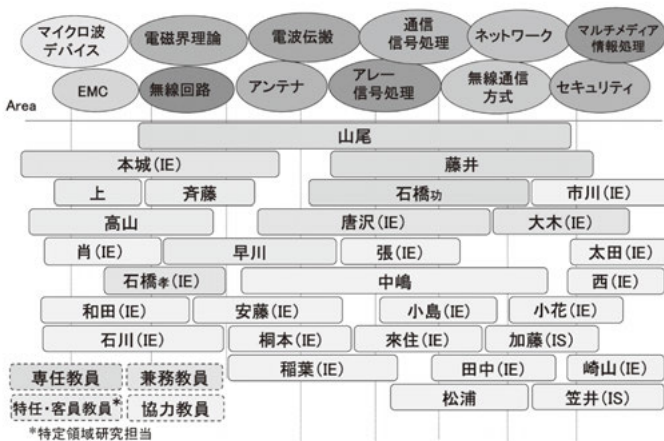 マイクロ波
デバイス
電磁界理論
電波伝搬
通信
信号処理
ネットワーク
マルチメディア
情報処理
EMC
無線回路
アンテナ
アレー
信号処理
無線通信
方式
セキュリティ
Area
山尾
本城(IE)
藤井
上
斉藤
石橋功
市川(IE)
高山
唐沢(IE)
大木(IE)
肖(IE)
早川
張(IE)
太田(IE)
石橋孝(IE)
中嶋
西(IE)
和田(IE)
安藤(IE)
小島(IE)
小花(IE)
石川(IE)
桐本(IE)
來住(IE)
加藤(IS)
専任教員
兼務教員
稲葉(IE)
田中(IE)
崎山(IE)
特任・客員教員*
協力教員
松浦
笠井(IS)
*特定領域研究担当